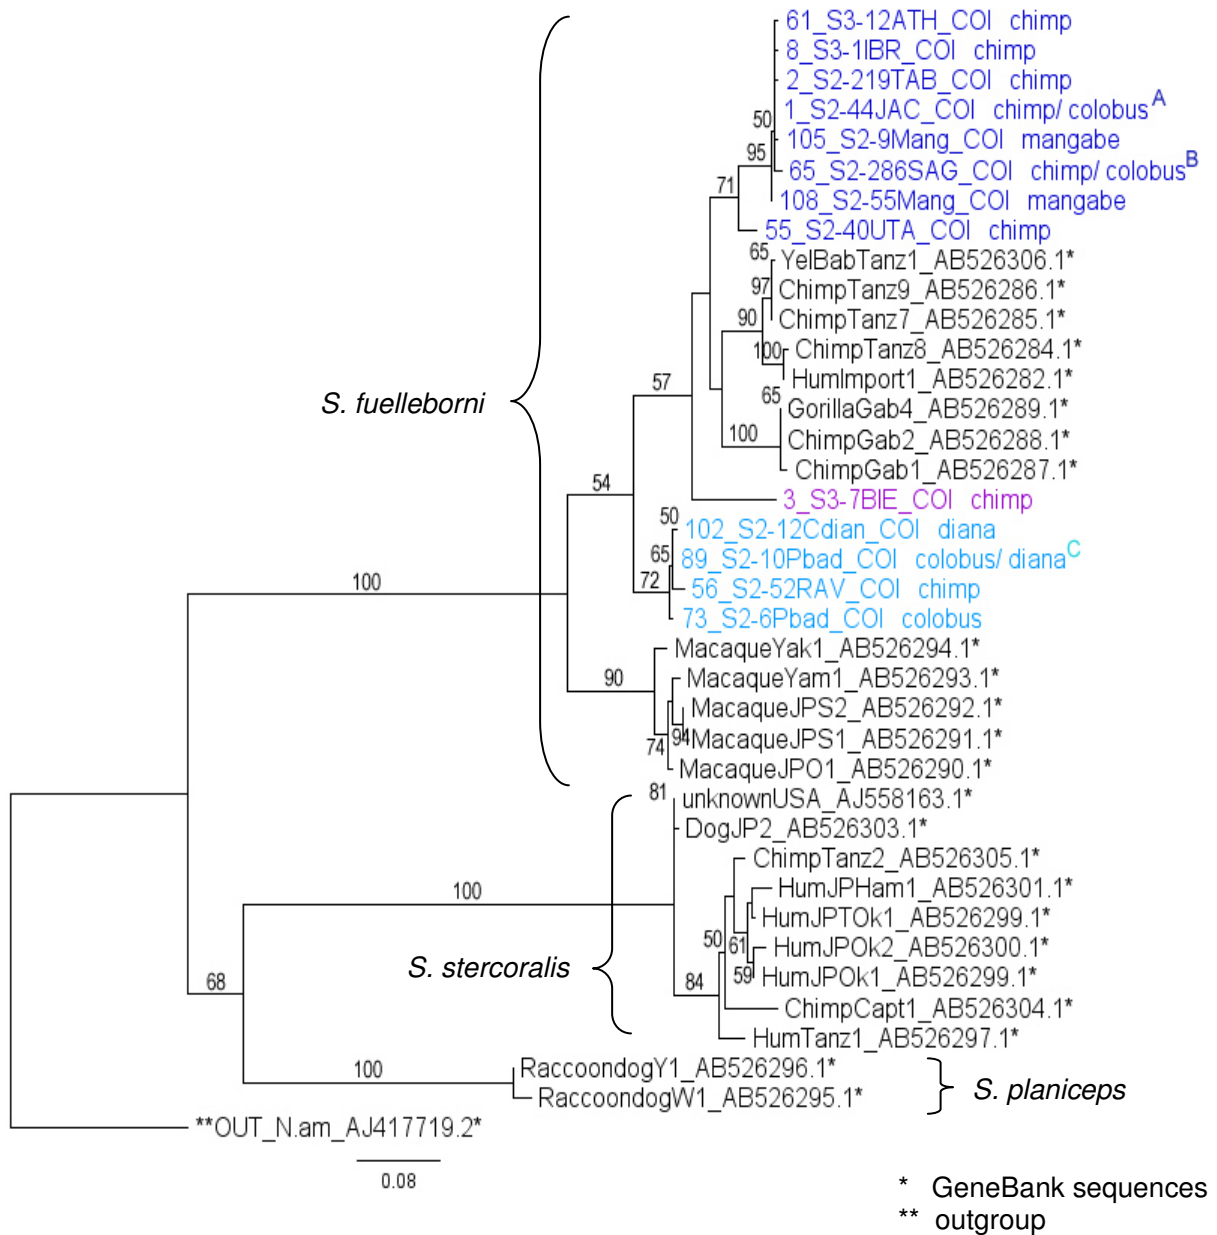 61_S3-12ATH_COI chimp
8_S3-1IBR_COI chimp
2_S2-219TAB_COI chimp
1_S2-44JAC_COI chimp/ colobus A
50
105_S2-9Mang_COI mangabe
95
65_S2-286SAG_COI chimp/ colobus B
71
108_S2-55Mang_COI mangabe
55_S2-40UTA_COI chimp
65
YelBabTanz1_AB526306.1*
97
ChimpTanz9_AB526286.1*
90
ChimpTanz7_AB526285.1*
100
ChimpTanz8_AB526284.1*
57
HumImport1_AB526282.1*
65
S. fuelleborni
GorillaGab4_AB526289.1*
100
ChimpGab2_AB526288.1*
ChimpGab1_AB526287.1*
54
3_S3-7BIE_COI chimp
50
102_S2-12Cdian_COI diana
65
89_S2-10Pbad_COI colobus/ diana C
100
72
56_S2-52RAV_COI chimp
73_S2-6Pbad_COI colobus
MacaqueYak1_AB526294.1*
90
MacaqueYam1_AB526293.1*
MacaqueJPS2_AB526292.1*
74
94
MacaqueJPS1_AB526291.1*
MacaqueJPO1_AB526290.1*
81
unknownUSA_AJ558163.1*
DogJP2_AB526303.1*
ChimpTanz2_AB526305.1*
100
HumJPHam1_AB526301.1*
HumJPTOk1_AB526299.1*
50
61
HumJPOk2_AB526300.1*
S. stercoralis
59
HumJPOk1_AB526299.1*
68
84
ChimpCapt1_AB526304.1*
HumTanz1_AB526297.1*
100
RaccoondogY1_AB526296.1*
RaccoondogW1_AB526295.1*
S. planiceps
**OUT_N.am_AJ417719.2*
0.08
* GeneBank sequences
** outgroup